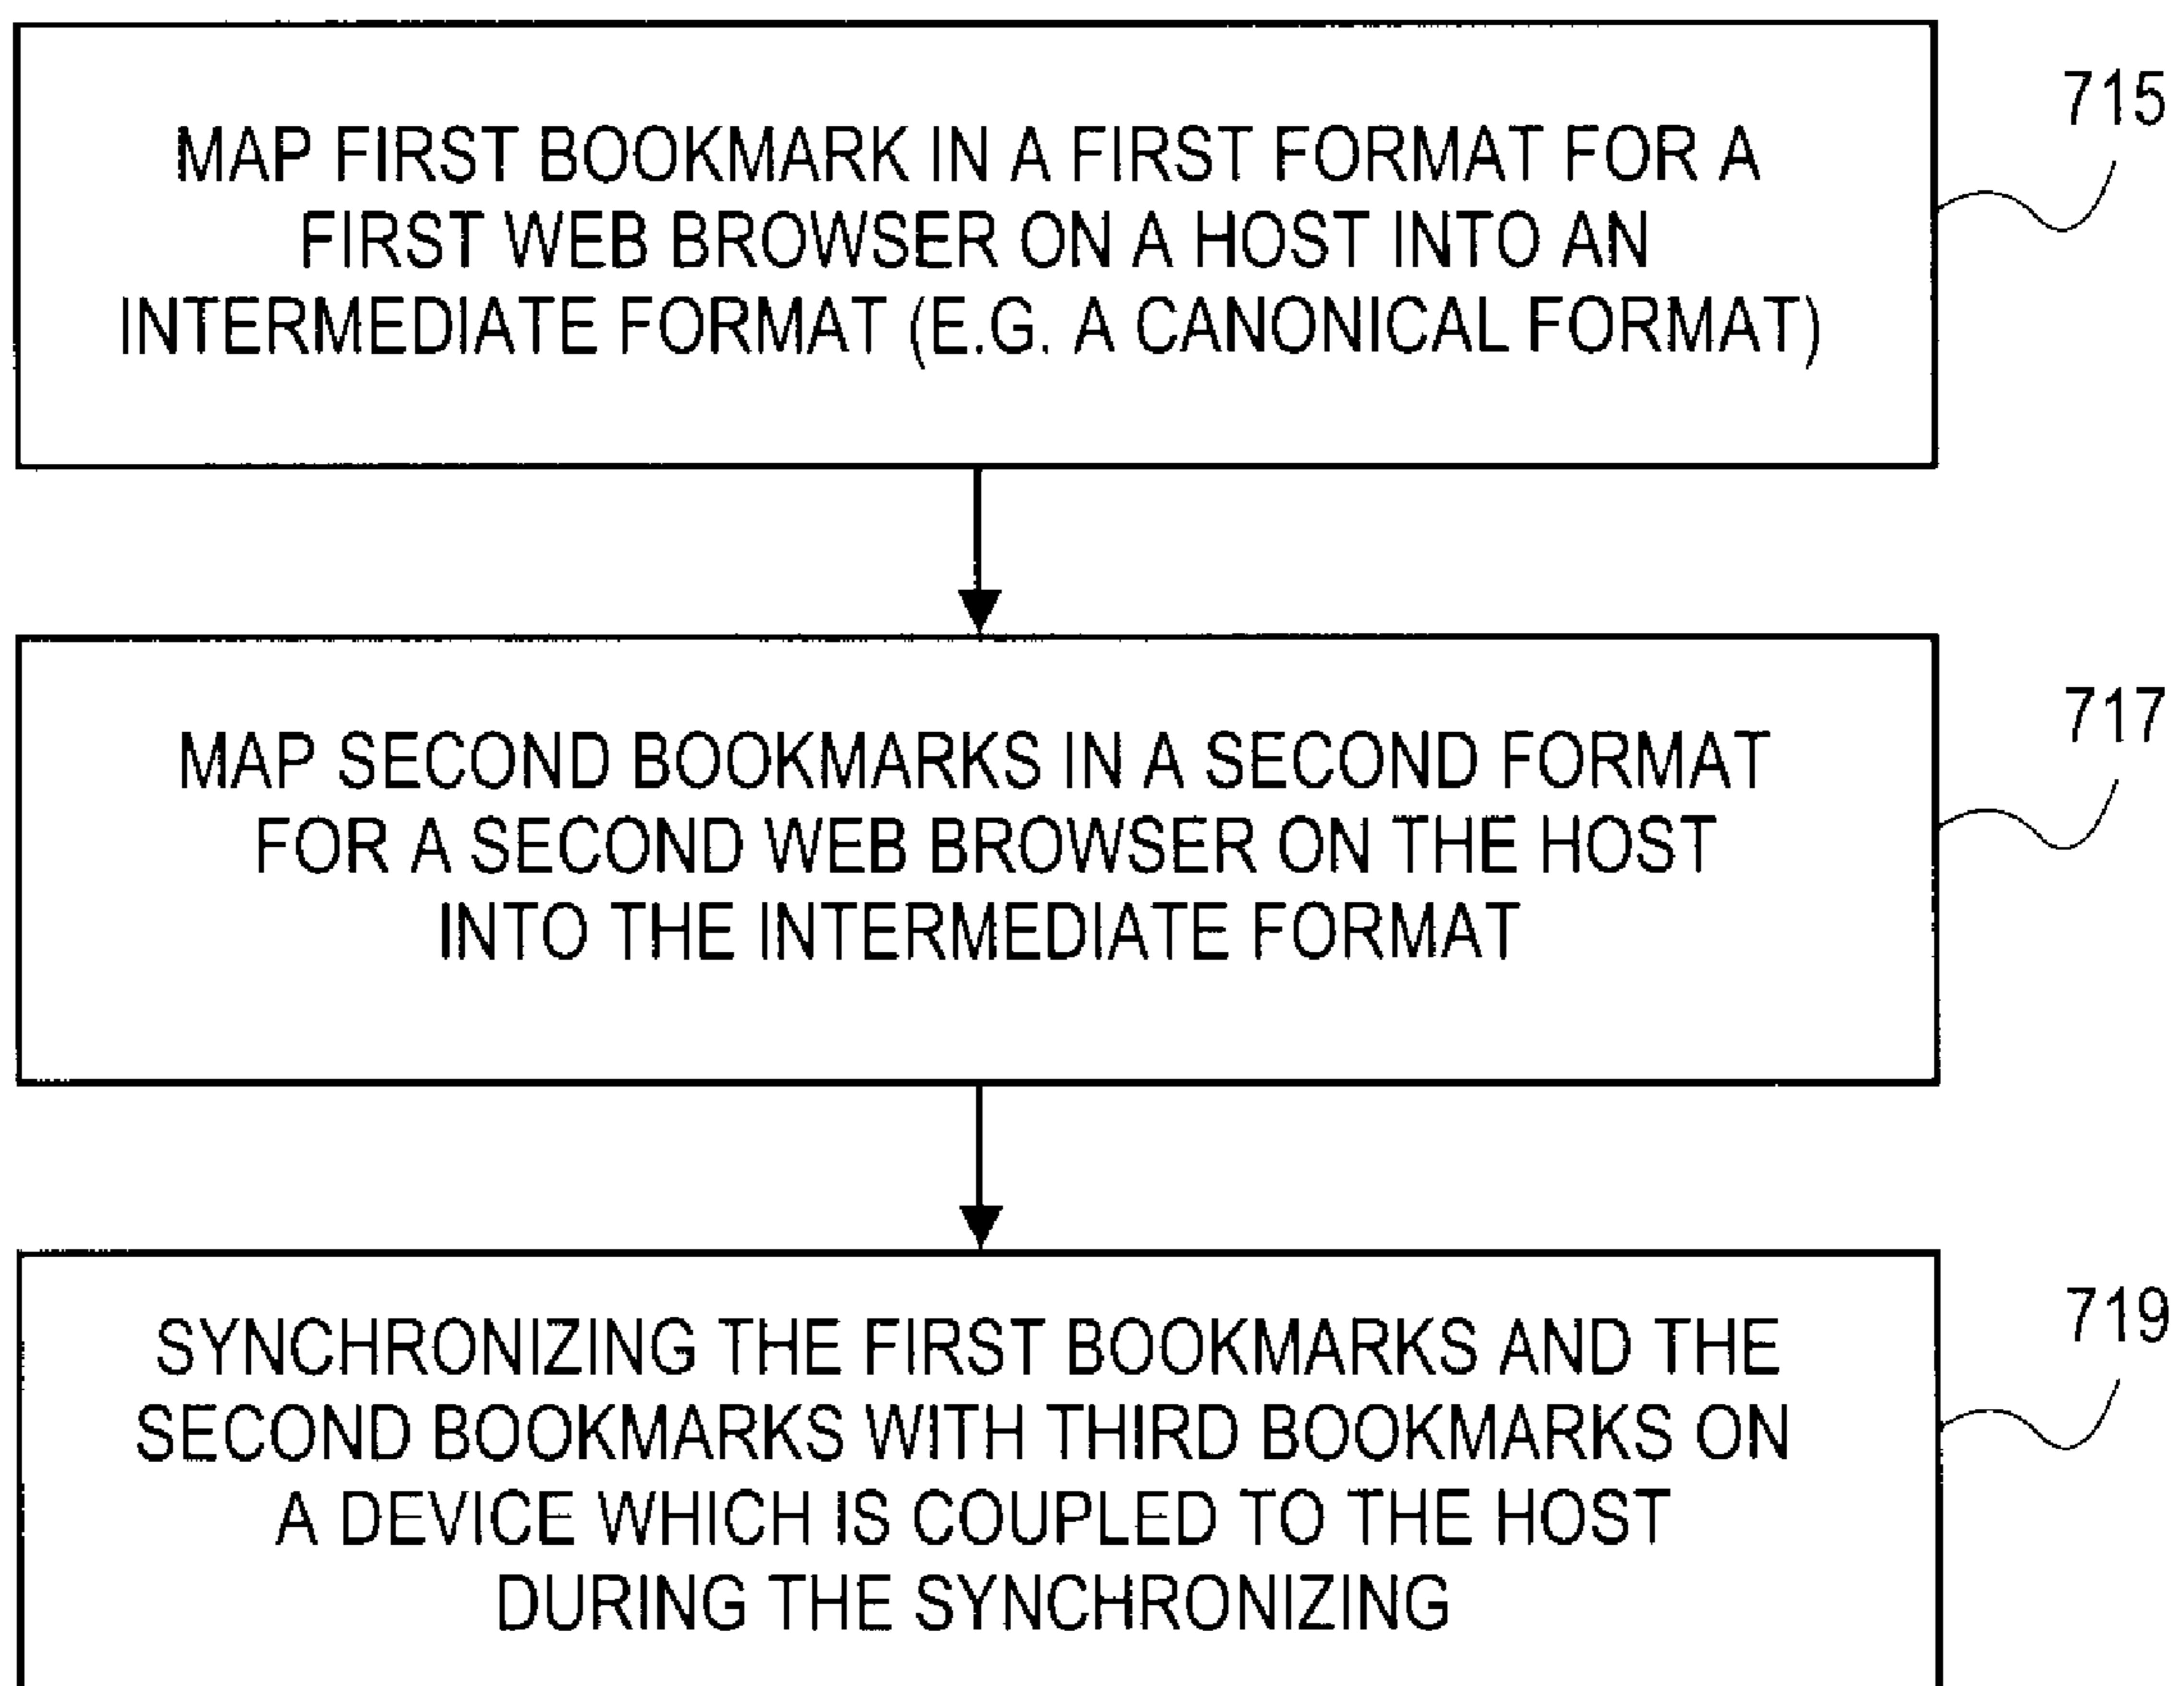 MAP FIRST BOOKMARK IN A FIRST FORMAT FOR A
FIRST WEB BROWSER ON A HOST INTO AN
INTERMEDIATE FORMAT (E.G. A CANONICAL FORMAT)
715
MAP SECOND BOOKMARKS IN A SECOND FORMAT
FOR A SECOND WEB BROWSER ON THE HOST
INTO THE INTERMEDIATE FORMAT
717
SYNCHRONIZING THE FIRST BOOKMARKS AND THE
SECOND BOOKMARKS WITH THIRD BOOKMARKS ON
A DEVICE WHICH IS COUPLED TO THE HOST
DURING THE SYNCHRONIZING
719